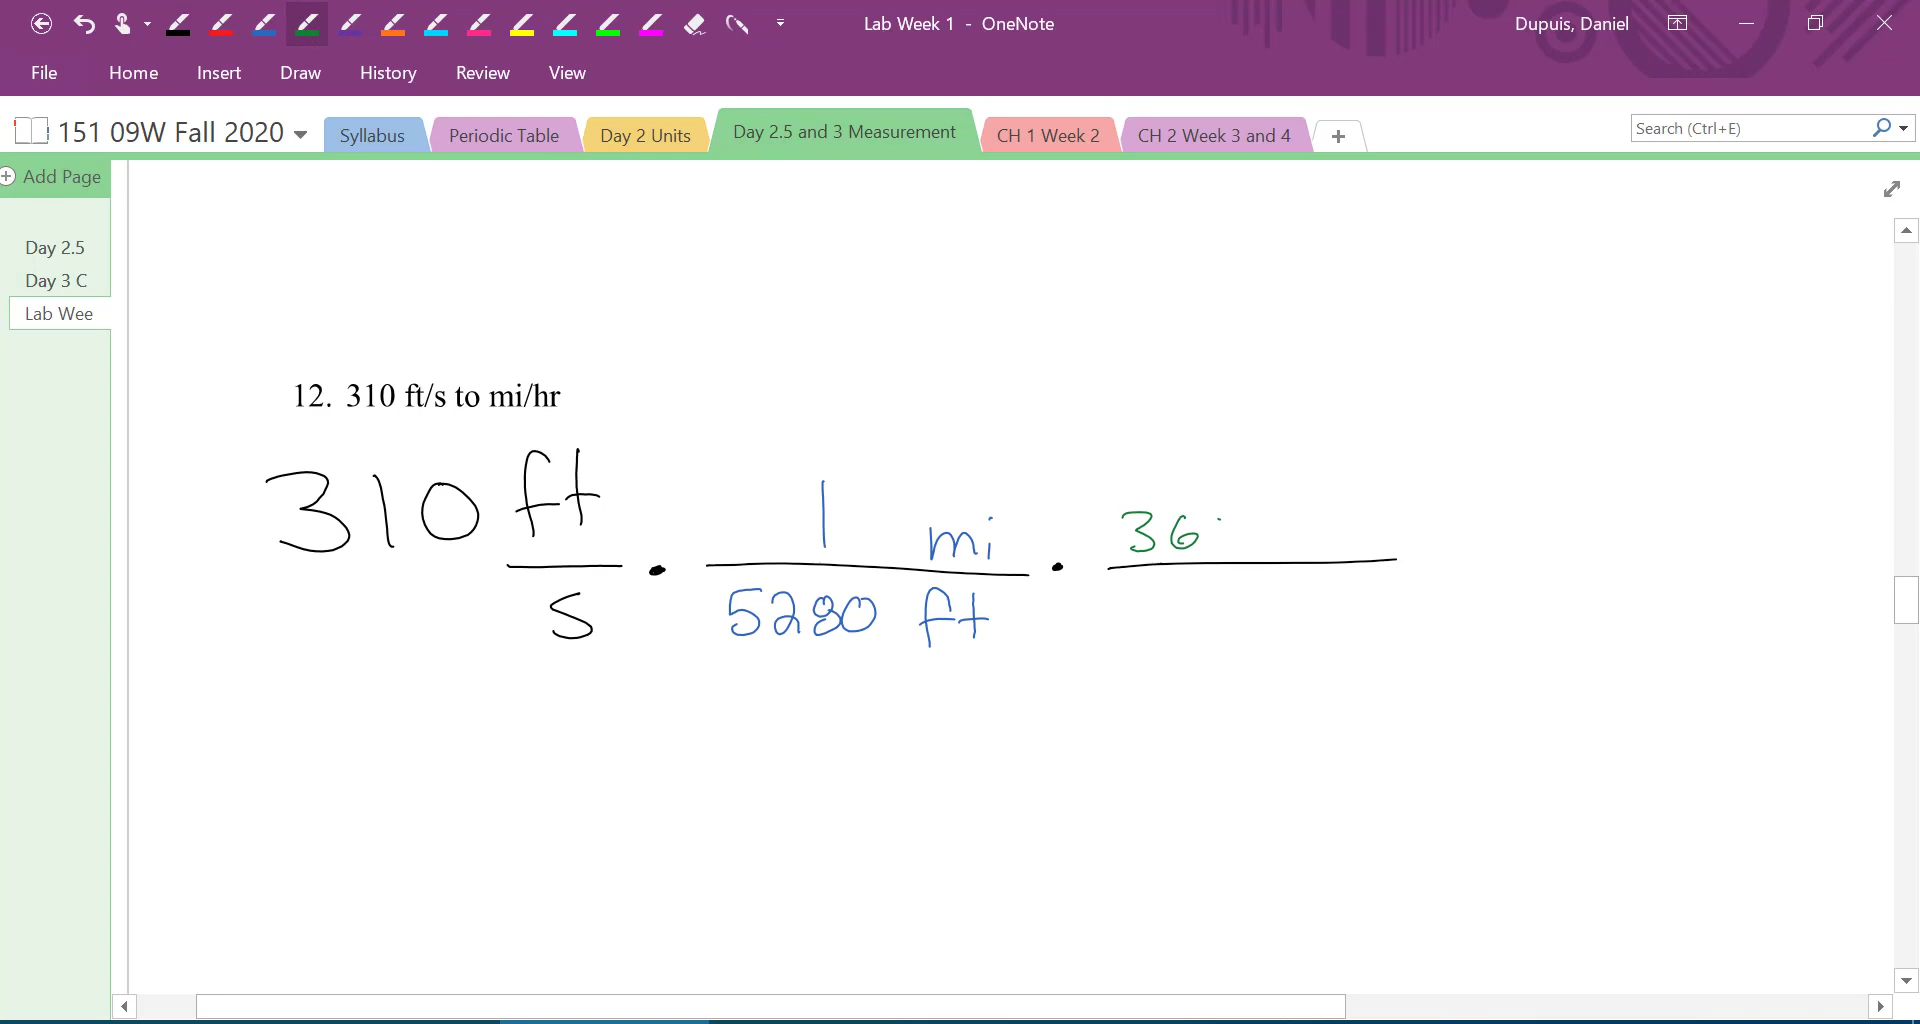 Lab Week 1 - OneNote
Dupuis, Daniel
File Home Insert Draw History Review View
151 09W Fall 2020
Syllabus Periodic Table Day 2 Units Day 2.5 and 3 Measurement CH 1 Week 2 CH 2 Week 3 and 4 +
Search (Ctrl+E)
Add Page
Day 2.5
Day 3 C
Lab Wee
12. 310 ft/s to mi/hr
310 ft 1 mi 36
s 5280 ft